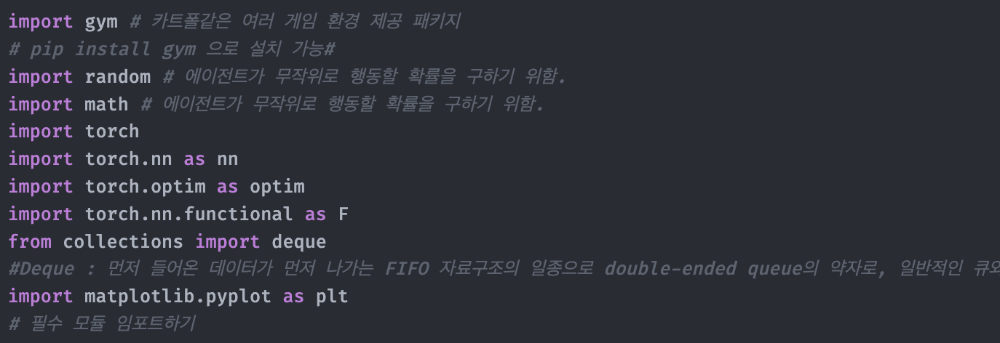 import gym # 카트폴같은 여러 게임 환경 제공 패키지
# pip install gym 으로 설치 가능#
import random # 에이전트가 무작위로 행동할 확률을 구하기 위함.
import math # 에이전트가 무작위로 행동할 확률을 구하기 위함.
import torch
import torch.nn as nn
import torch.optim as optim
import torch.nn.functional as F
from collections import deque
#Deque : 먼저 들어온 데이터가 먼저 나가는 FIFO 자료구조의 일종으로 double-ended queue의 약자로, 일반적인
import matplotlib.pyplot as plt
# 필수 모듈 임포트하기